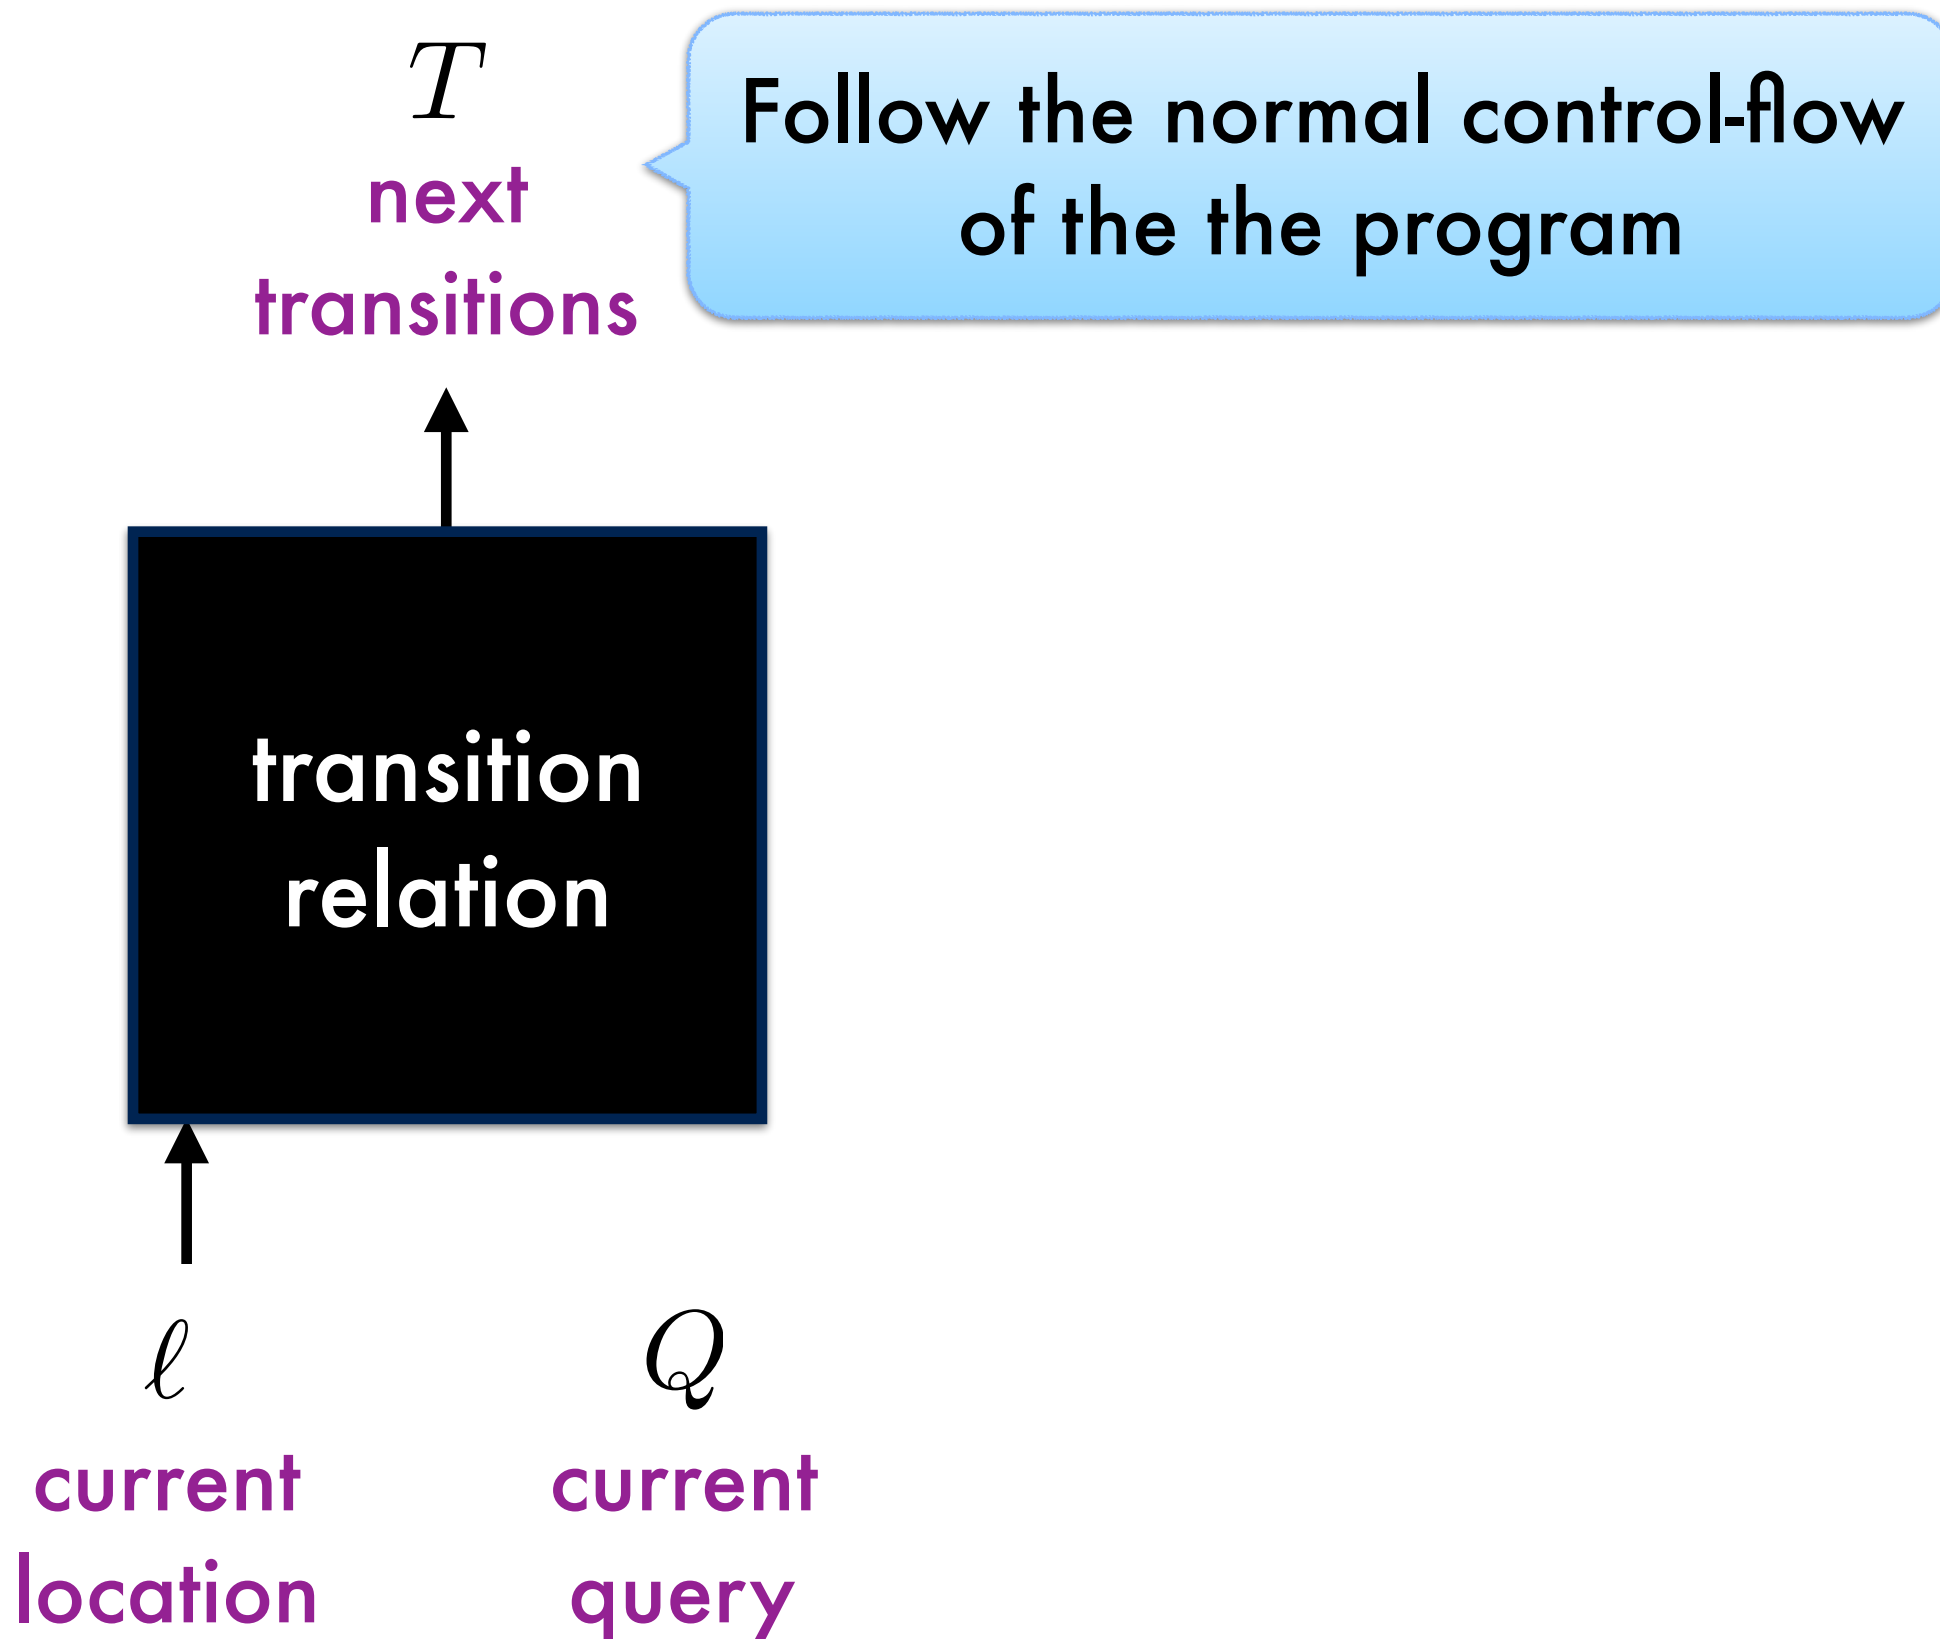 T
next
transitions
Follow the normal control-flow
of the the program
transition
relation
ℓ
current
location
Q
current
query